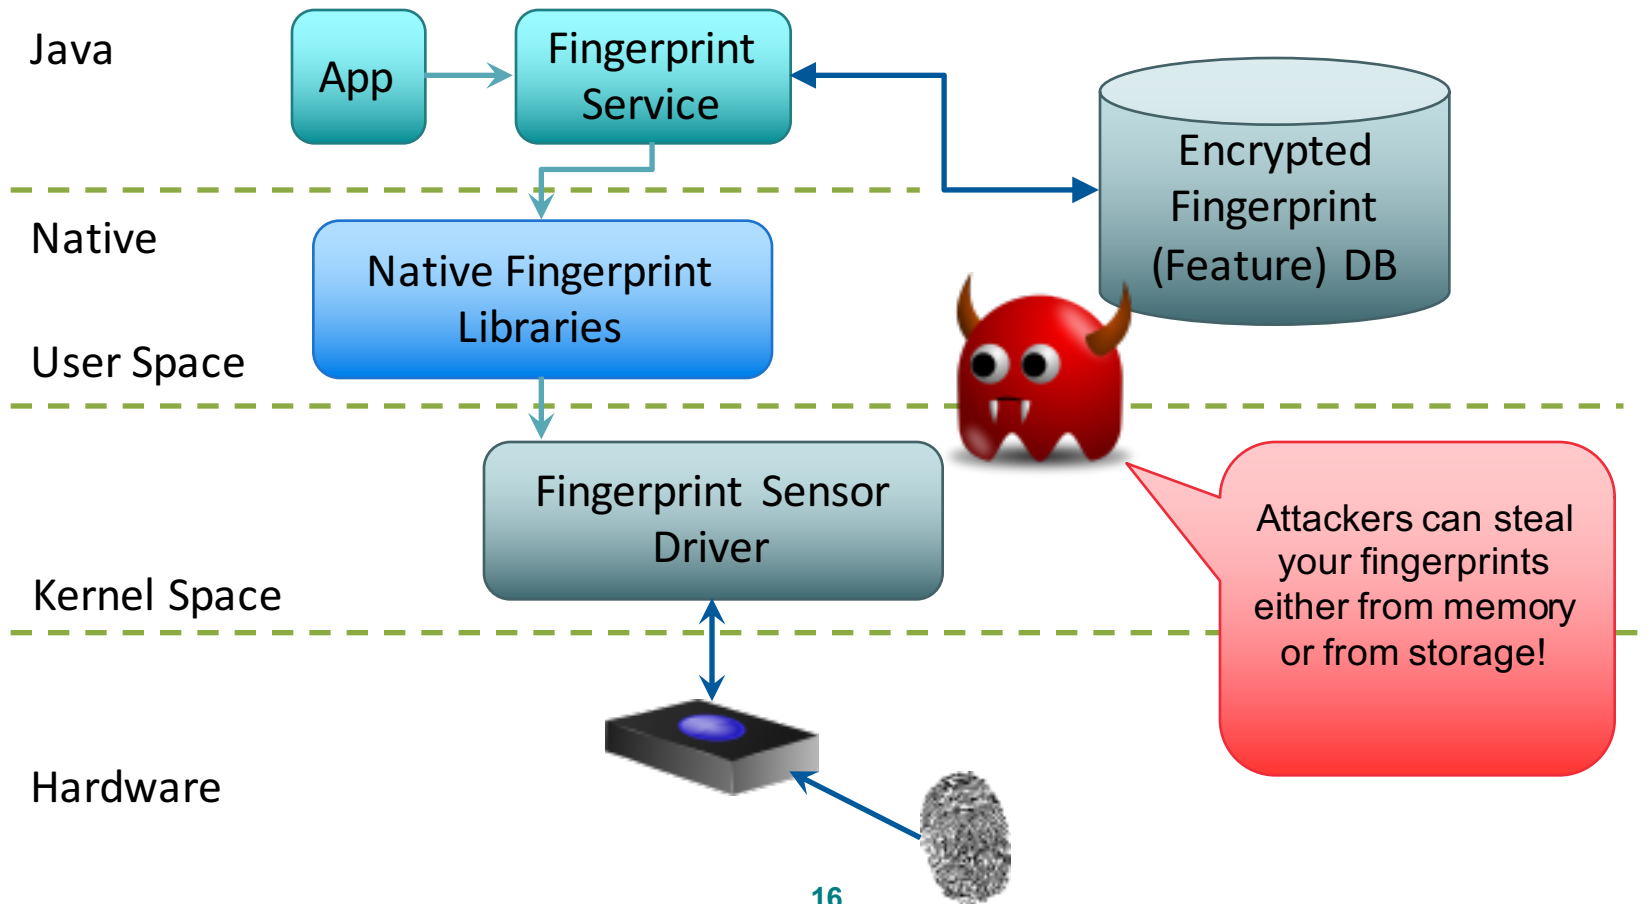 Java
App
Fingerprint
Service
Encrypted
Fingerprint
(Feature) DB
Native
Native Fingerprint
Libraries
User Space
Fingerprint Sensor
Driver
Kernel Space
Attackers can steal
your fingerprints
either from memory
or from storage!
Hardware
16